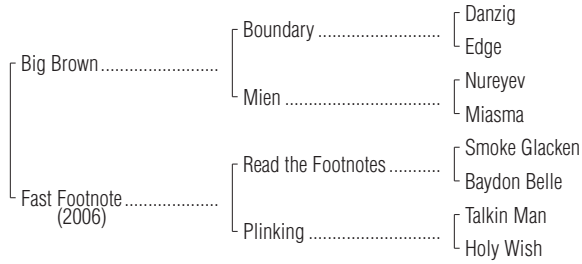 Danzig
Boundary ..................................
Edge
Big Brown................................
Nureyev
Mien ...........................................
Miasma
Smoke Glacken
Read the Footnotes ...........
Baydon Belle
Fast Footnote.........................
(2006)
Talkin Man
Plinking ....................................
Holy Wish